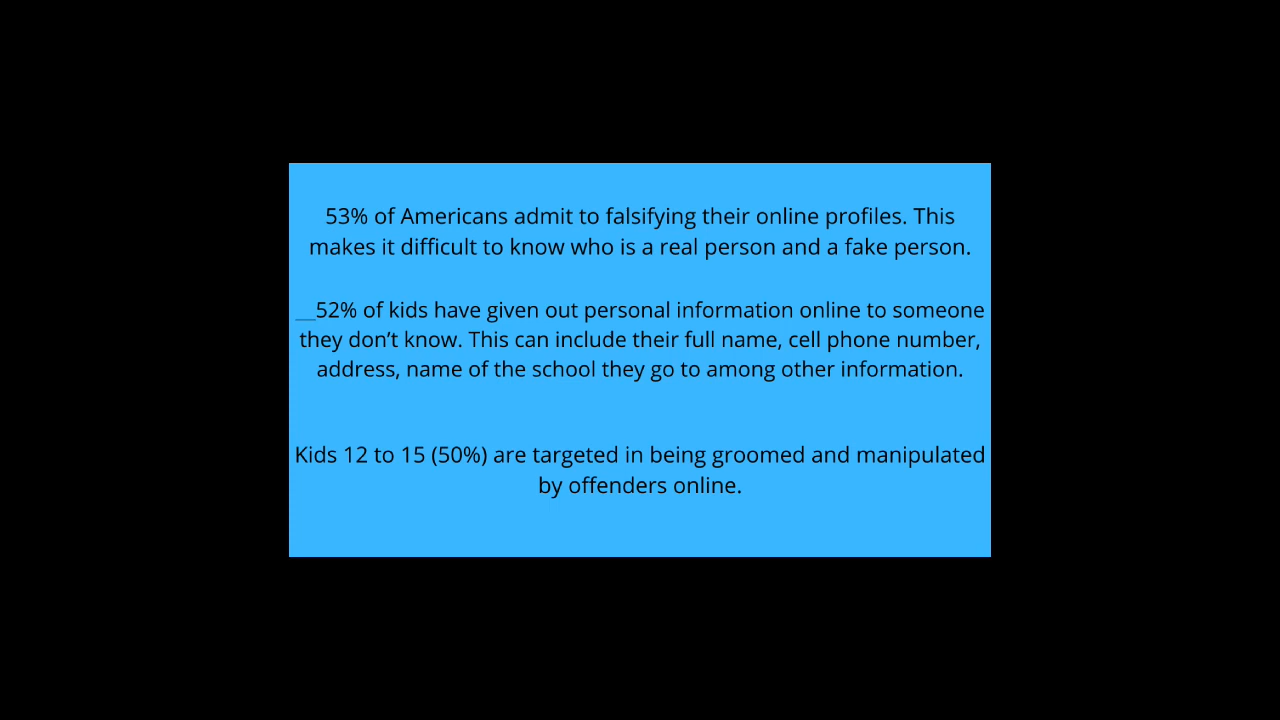 53% of Americans admit to falsifying their online profiles. This
makes it difficult to know who is a real person and a fake person.
__52% of kids have given out personal information online to someone
they don’t know. This can include their full name, cell phone number,
address, name of the school they go to among other information.
Kids 12 to 15 (50%) are targeted in being groomed and manipulated
by offenders online.